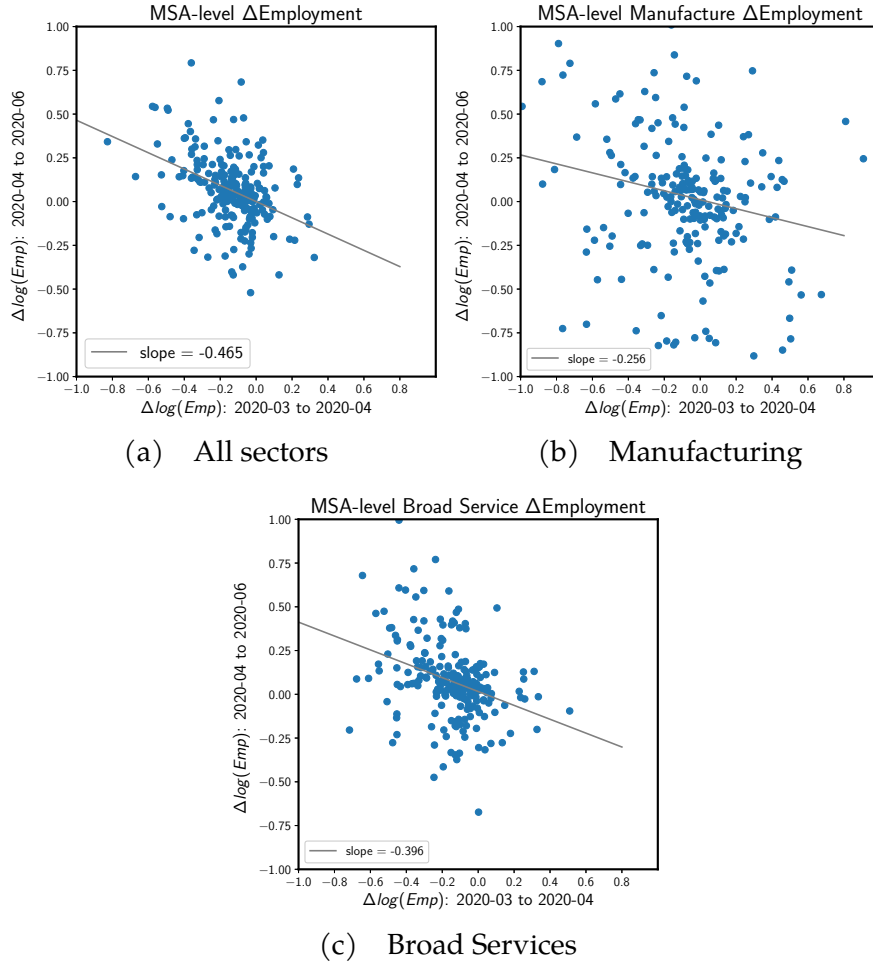 MSA-level ΔEmployment
1.00
0.75
0.50
0.25
0.00
−0.25
−0.50
−0.75
−1.00
Δlog(Emp): 2020-04 to 2020-06
slope = -0.465
−1.0 −0.8 −0.6 −0.4 −0.2 0.0 0.2 0.4 0.6 0.8
Δlog(Emp): 2020-03 to 2020-04
(a) All sectors
MSA-level Manufacture ΔEmployment
1.00
0.75
0.50
0.25
0.00
−0.25
−0.50
−0.75
−1.00
Δlog(Emp): 2020-04 to 2020-06
slope = -0.256
−1.0 −0.8 −0.6 −0.4 −0.2 0.0 0.2 0.4 0.6 0.8
Δlog(Emp): 2020-03 to 2020-04
(b) Manufacturing
MSA-level Broad Service ΔEmployment
1.00
0.75
0.50
0.25
0.00
−0.25
−0.50
−0.75
−1.00
Δlog(Emp): 2020-04 to 2020-06
slope = -0.396
−1.0 −0.8 −0.6 −0.4 −0.2 0.0 0.2 0.4 0.6 0.8
Δlog(Emp): 2020-03 to 2020-04
(c) Broad Services